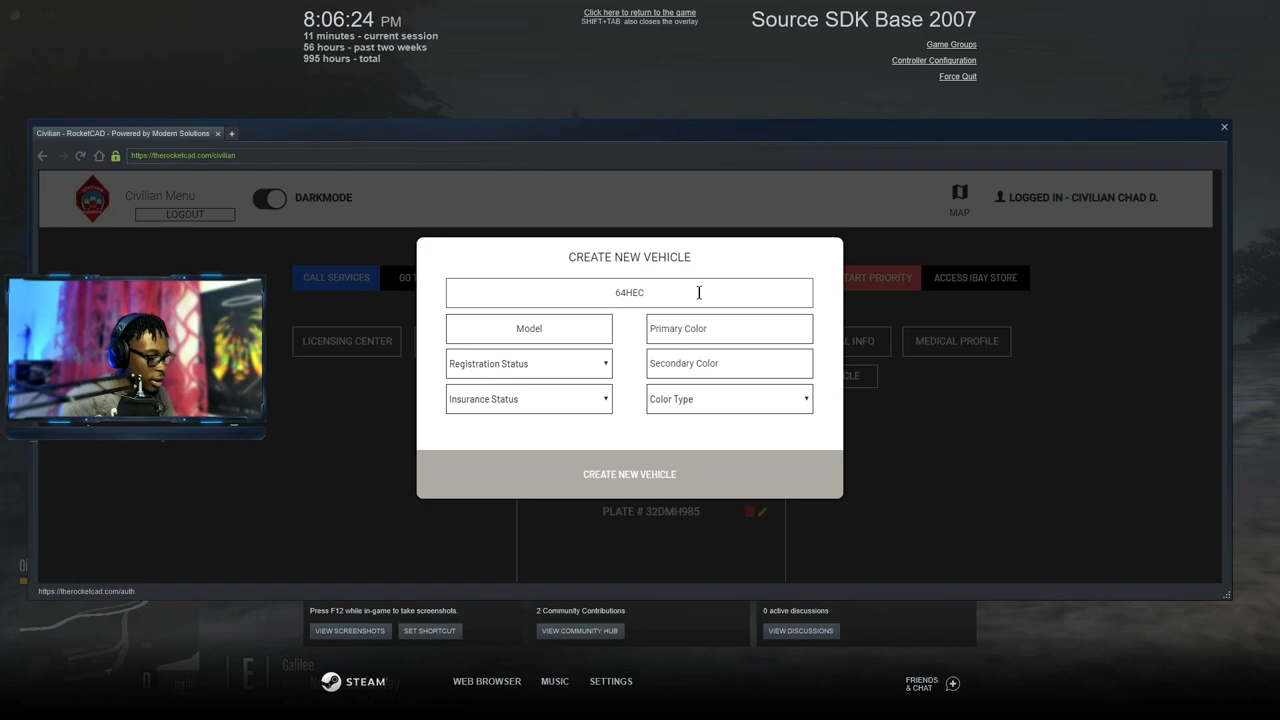 8:06:24 PM
11 minutes - current session
56 hours - past two weeks
995 hours - total
Click here to return to the game
SHIFT+TAB also closes the overlay
Source SDK Base 2007
Game Groups
Controller Configuration
Force Quit
Civilian - RocketCAD - Powered by Modern Solutions
https://therocketcad.com/civilian
Civilian Menu
LOGOUT
DARKMODE
MAP
LOGGED IN - CIVILIAN CHAD D.
CALL SERVICES
GO
START PRIORITY
ACCESS IBAY STORE
LICENSING CENTER
INFO
MEDICAL PROFILE
CREATE NEW VEHICLE
64HEC
Model
Primary Color
Registration Status
Secondary Color
Insurance Status
Color Type
CREATE NEW VEHICLE
PLATE # 32DMH985
https://therocketcad.com/auth
Press F12 while in-game to take screenshots.
VIEW SCREENSHOTS
SET SHORTCUT
2 Community Contributions
VIEW COMMUNITY HUB
0 active discussions
VIEW DISCUSSIONS
E
Galilee
STEAM
WEB BROWSER
MUSIC
SETTINGS
FRIENDS
& CHAT